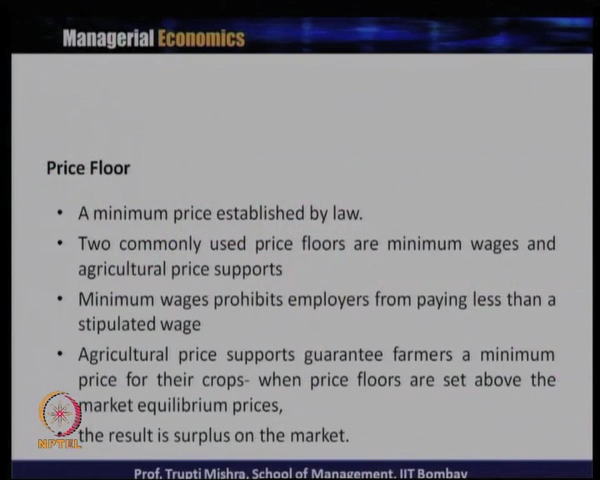 Managerial Economics
Price Floor
• A minimum price established by law.
• Two commonly used price floors are minimum wages and
agricultural price supports
• Minimum wages prohibits employers from paying less than a
stipulated wage
• Agricultural price supports guarantee farmers a minimum
price for their crops- when price floors are set above the
market equilibrium prices,
• the result is surplus on the market.
NPTEL
Prof. Trupti Mishra, School of Management, IIT Bombay